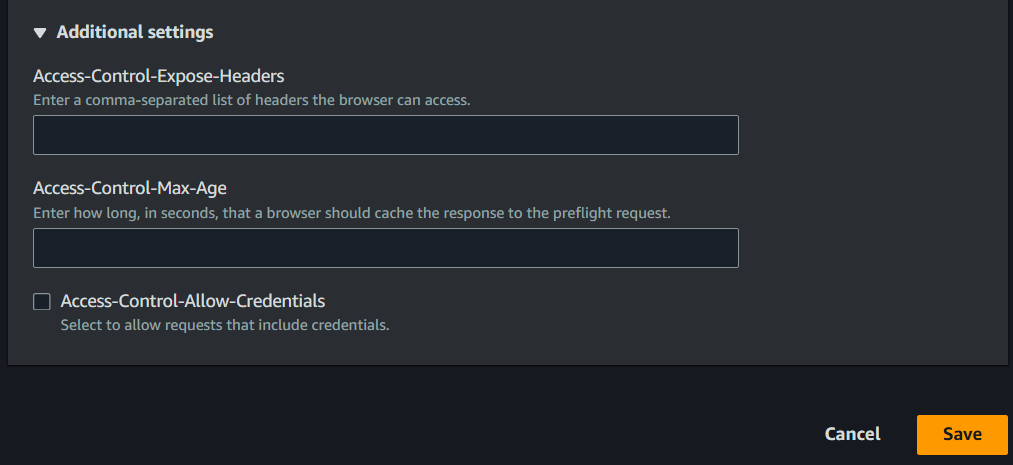 Additional settings
Access-Control-Expose-Headers
Enter a comma-separated list of headers the browser can access.
Access-Control-Max-Age
Enter how long, in seconds, that a browser should cache the response to the preflight request.
Access-Control-Allow-Credentials
Select to allow requests that include credentials.
Cancel Save